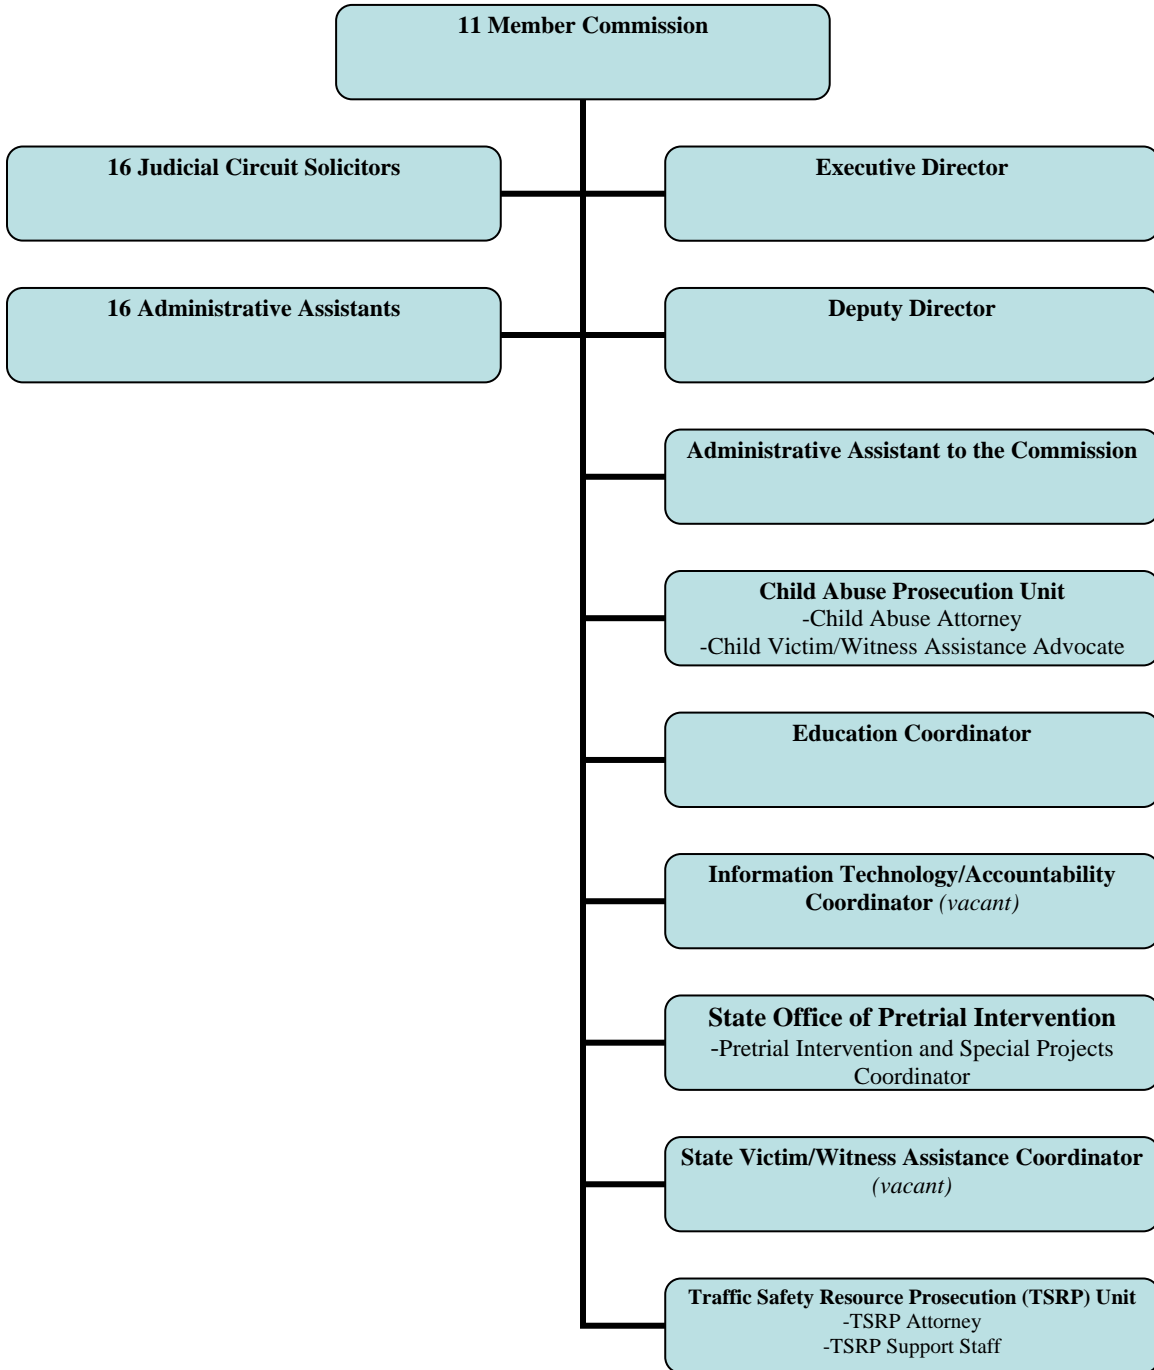 11 Member Commission
16 Judicial Circuit Solicitors
Executive Director
16 Administrative Assistants
Deputy Director
Administrative Assistant to the Commission
Child Abuse Prosecution Unit
-Child Abuse Attorney
-Child Victim/Witness Assistance Advocate
Education Coordinator
Information Technology/Accountability
Coordinator (vacant)
State Office of Pretrial Intervention
-Pretrial Intervention and Special Projects
Coordinator
State Victim/Witness Assistance Coordinator
(vacant)
Traffic Safety Resource Prosecution (TSRP) Unit
-TSRP Attorney
-TSRP Support Staff